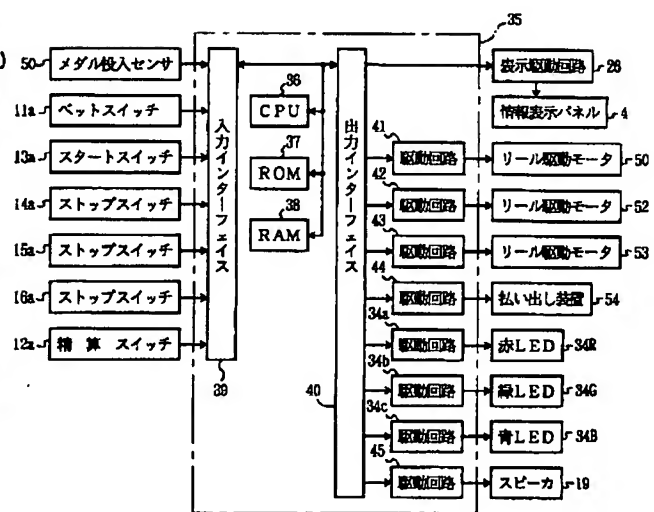 35
50 メダル投入センサ
11a ベットスイッチ
13a スタートスイッチ
14a ストップスイッチ
15a ストップスイッチ
16a ストップスイッチ
12a 精算 スイッチ
入力インターフェイス
39
36
CPU
37
ROM
38
RAM
出力インターフェイス
40
表示駆動回路 26
情報表示パネル 4
41 駆動回路 リール駆動モータ 50
42 駆動回路 リール駆動モータ 52
43 駆動回路 リール駆動モータ 53
44 駆動回路 払い出し装置 54
34a 駆動回路 赤LED 34R
34b 駆動回路 緑LED 34G
34c 駆動回路 青LED 34B
45 駆動回路 スピーカ 19